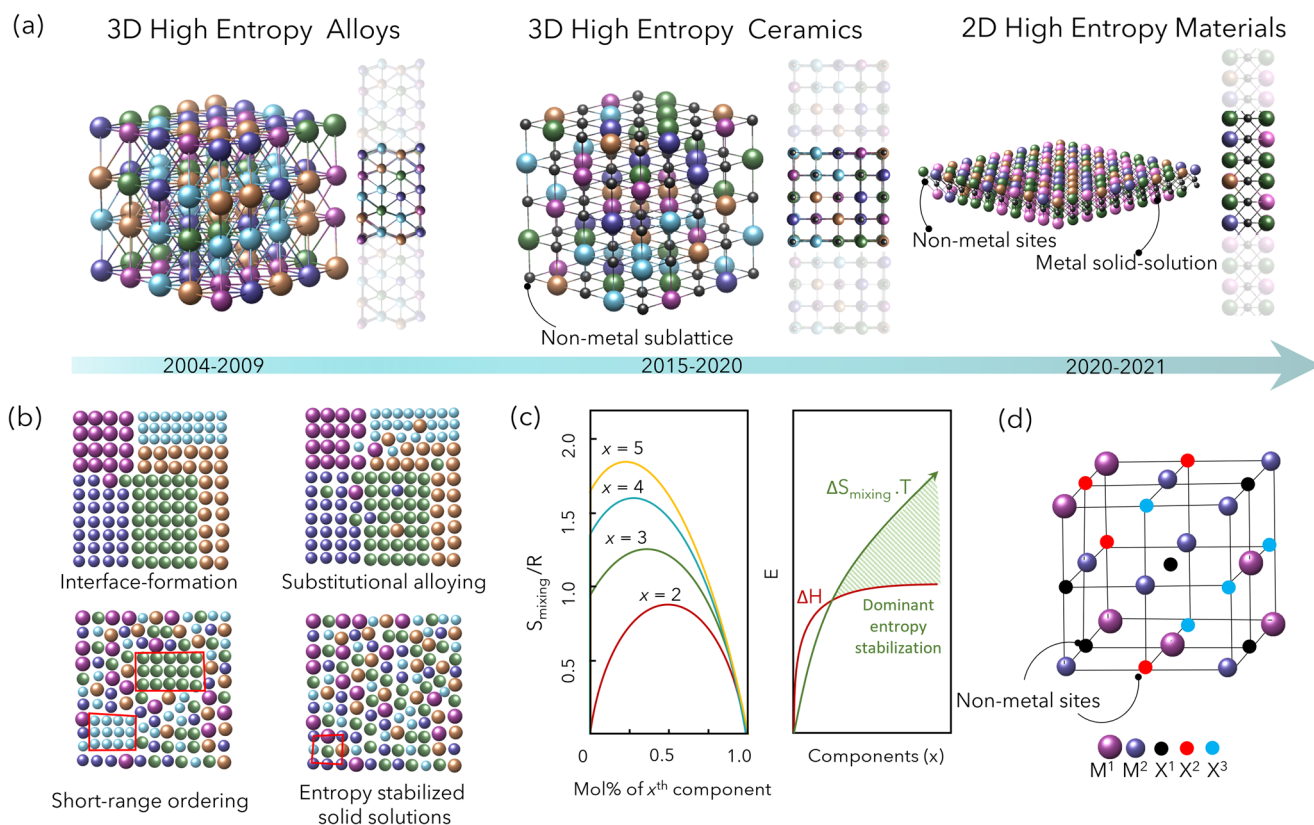 (a)
3D High Entropy Alloys
3D High Entropy Ceramics
2D High Entropy Materials
Non-metal sublattice
Non-metal sites
Metal solid-solution
2004-2009
2015-2020
2020-2021
(b)
Interface-formation
Substitutional alloying
Short-range ordering
Entropy stabilized
solid solutions
(c)
S_mixing/R
2.0
1.5
1.0
0.5
x = 5
x = 4
x = 3
x = 2
0
0.5
1.0
Mol% of xᵗʰ component
E
ΔS_mixing .T
ΔH
Dominant
entropy
stabilization
Components (x)
(d)
Non-metal sites
M¹ M² X¹ X² X³